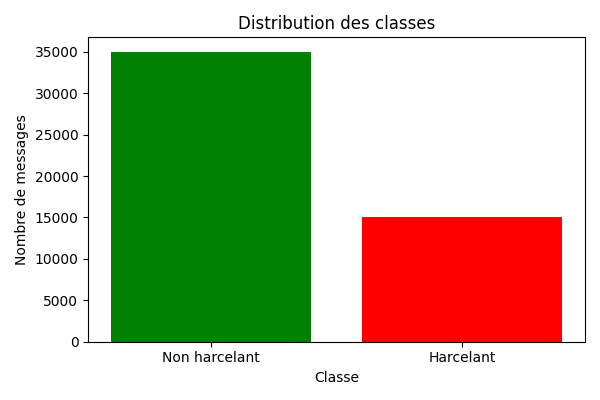 Distribution des classes
Nombre de messages
35000
30000
25000
20000
15000
10000
5000
0
Non harcelant
Harcelant
Classe